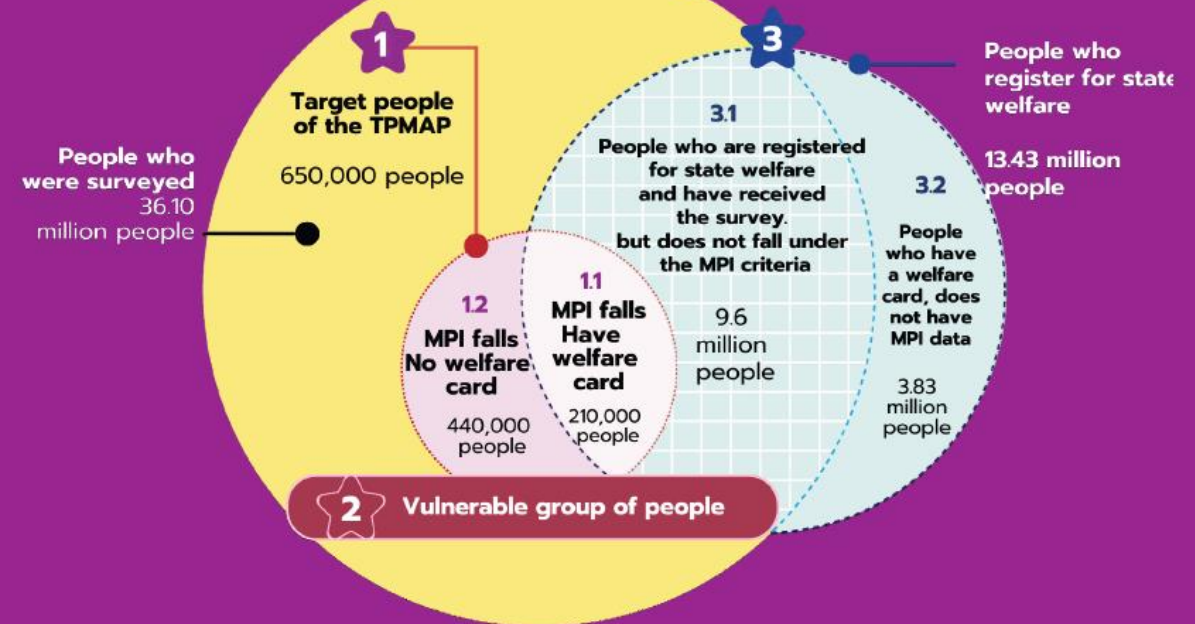 1
Target people
of the TPMAP
650,000 people
People who
were surveyed
36.10
million people
3
People who
register for state
welfare
13.43 million
people
3.1
People who are registered
for state welfare
and have received
the survey.
but does not fall under
the MPI criteria
9.6
million
people
3.2
People
who have
a welfare
card, does
not have
MPI data
3.83
million
people
1.2
MPI falls
No welfare
card
440,000
people
1.1
MPI falls
Have
welfare
card
210,000
people
2
Vulnerable group of people